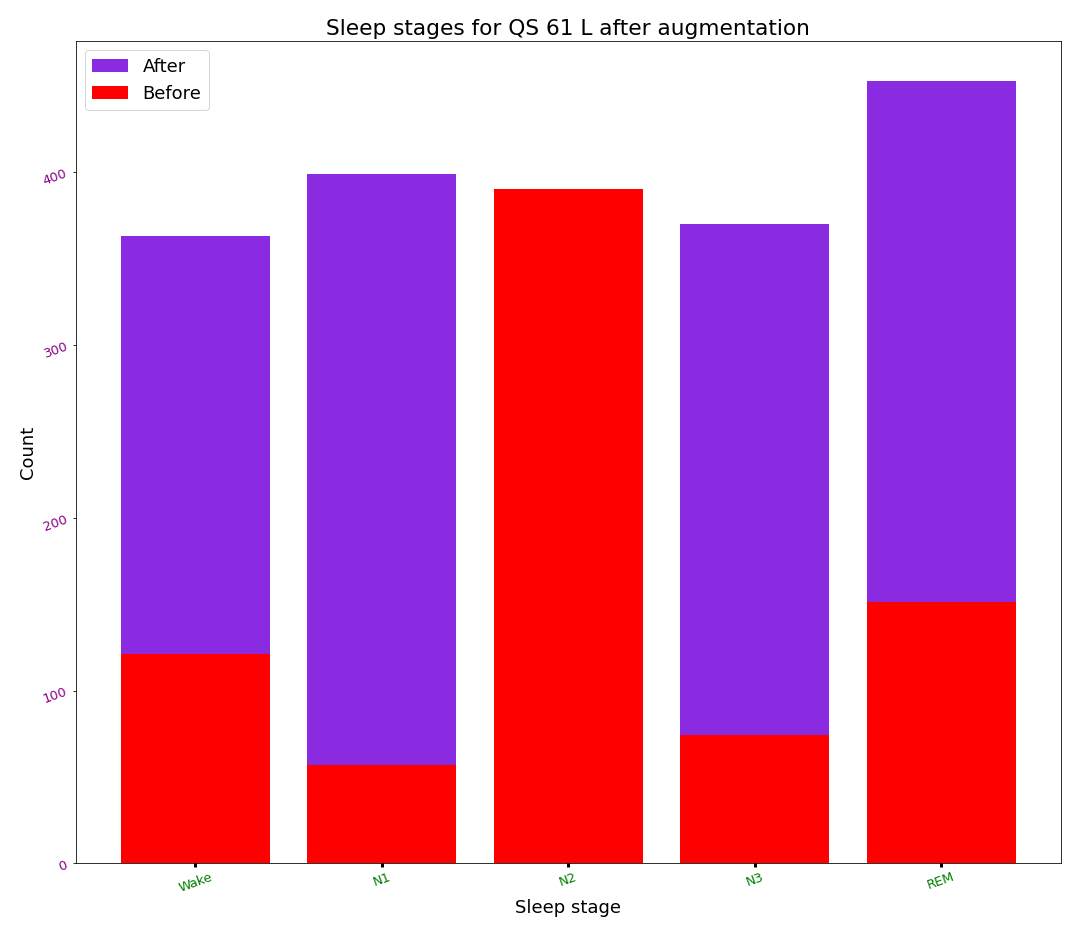 Sleep stages for QS 61 L after augmentation
After
Before
400
300
200
100
0
Count
Wake
N1
N2
N3
REM
Sleep stage